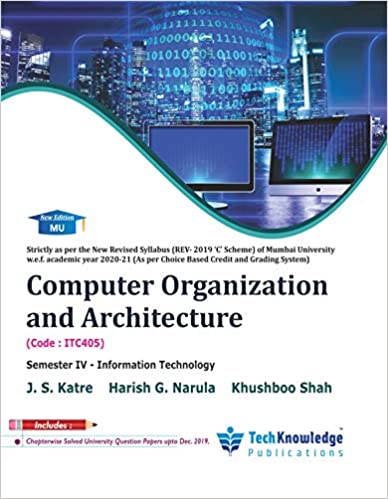 New Edition
MU
Strictly as per the New Revised Syllabus (REV- 2019 'C' Scheme) of Mumbai University
w.e.f. academic year 2020-21 (As per Choice Based Credit and Grading System)
Computer Organization
and Architecture
(Code : ITC405)
Semester IV - Information Technology
J. S. Katre Harish G. Narula Khushboo Shah
Includes :
Chapterwise Solved University Question Papers upto Dec. 2019.
TechKnowledge™
Publications